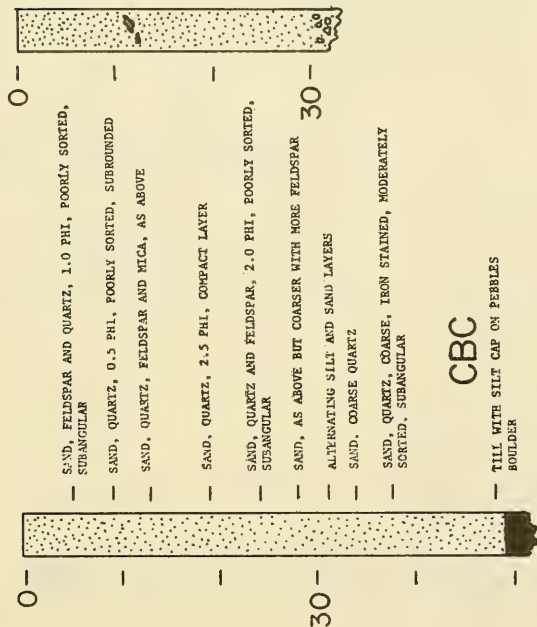 0-
30-
- SAND, FELDSPAR AND QUARTZ, 1.0 PHI, POORLY SORTED,
SUBANGULAR
- SAND, QUARTZ, 0.5 PHI, POORLY SORTED, SUBROUNDED
- SAND, QUARTZ, FELDSPAR AND MICA, AS ABOVE
- SAND, QUARTZ, 2.5 PHI, COMPACT LAYER
- SAND, QUARTZ AND FELDSPAR, 2.0 PHI, POORLY SORTED,
SUBANGULAR
- SAND, AS ABOVE BUT COARSER WITH MORE FELDSPAR
- ALTERNATING SILT AND SAND LAYERS
- SAND, COARSE QUARTZ
- SAND, QUARTZ, COARSE, IRON STAINED, MODERATELY
SORTED, SUBANGULAR
CBC
- TILL WITH SILT CAP ON PEBBLES
BOULDER
0-
30-